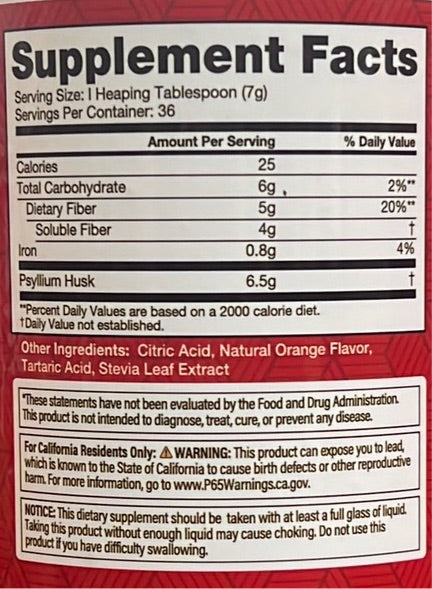 Supplement Facts
Serving Size: 1 Heaping Tablespoon (7g)
Servings Per Container: 36
Amount Per Serving % Daily Value
Calories 25
Total Carbohydrate 6g 2%**
Dietary Fiber 5g 20%**
Soluble Fiber 4g †
Iron 0.8g 4%
Psyllium Husk 6.5g †
**Percent Daily Values are based on a 2000 calorie diet.
†Daily Value not established.
Other Ingredients: Citric Acid, Natural Orange Flavor,
Tartaric Acid, Stevia Leaf Extract
*These statements have not been evaluated by the Food and Drug Administration.
This product is not intended to diagnose, treat, cure, or prevent any disease.
For California Residents Only: ⚠ WARNING: This product can expose you to lead,
which is known to the State of California to cause birth defects or other reproductive
harm. For more information, go to www.P65Warnings.ca.gov.
NOTICE: This dietary supplement should be taken with at least a full glass of liquid.
Taking this product without enough liquid may cause choking. Do not use this
product if you have difficulty swallowing.